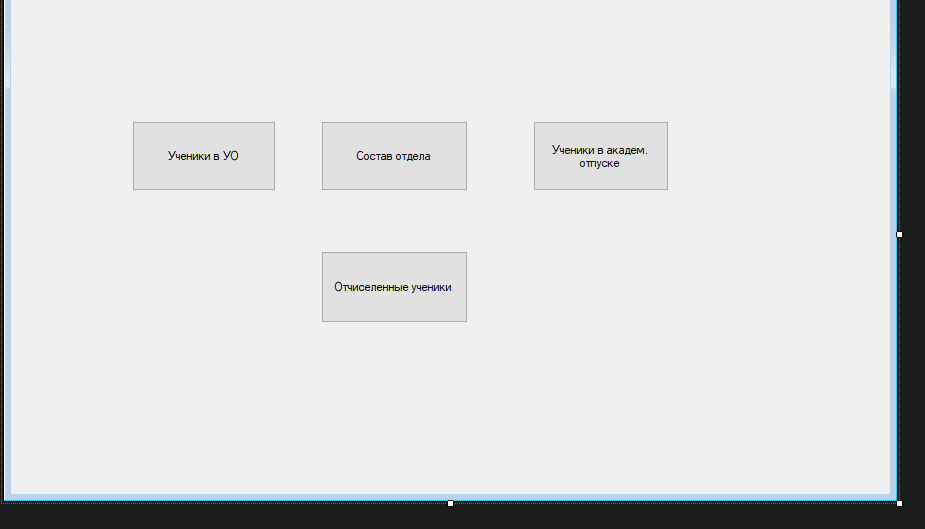 Ученики в УО
Состав отдела
Ученики в академ.
отпуске
Отчиселенные ученики